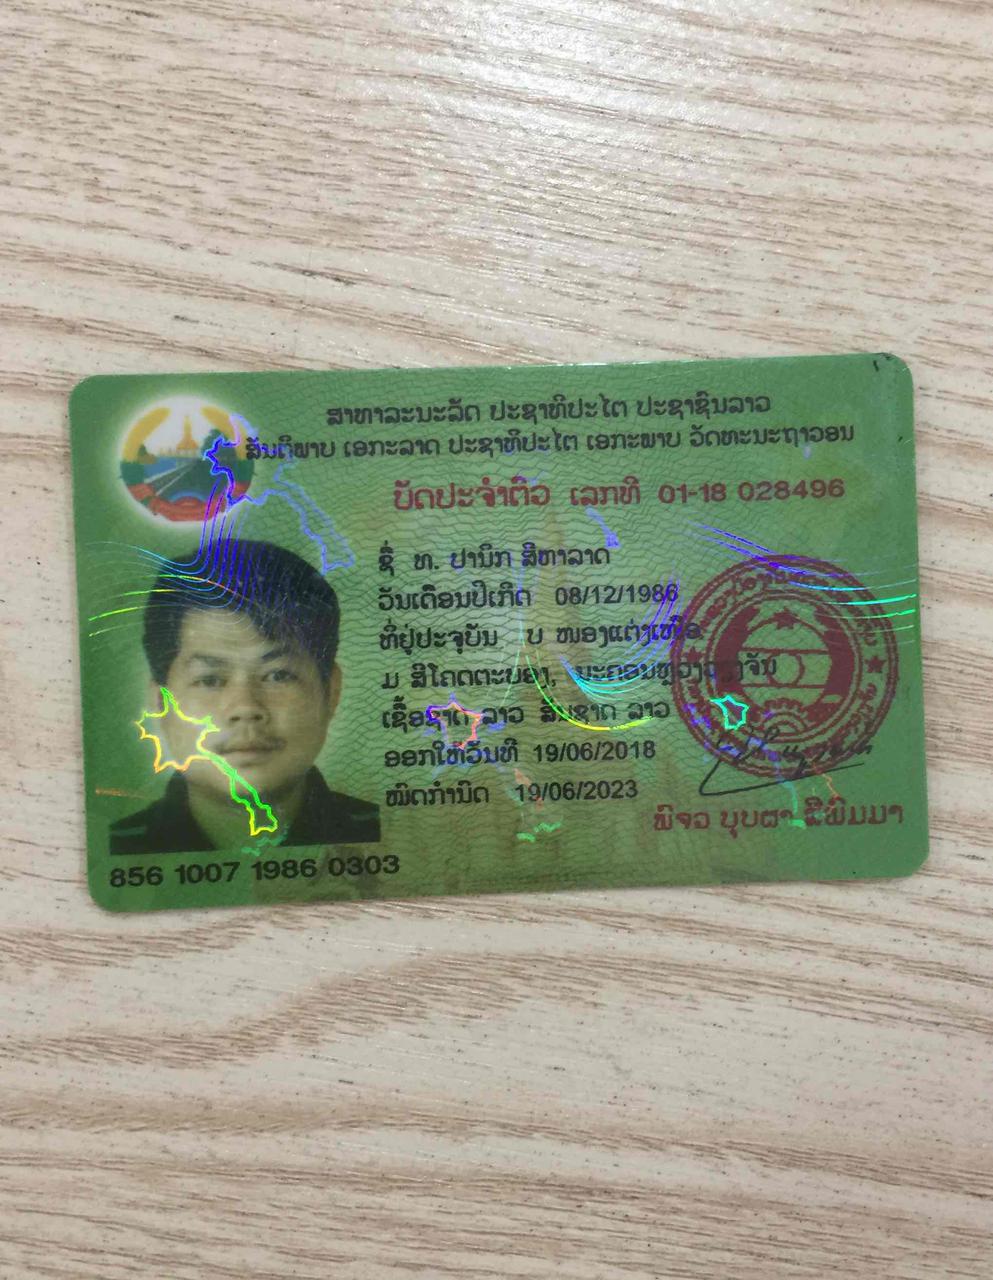 ສາທາລະນະລັດ ປະຊາທິປະໄຕ ປະຊາຊົນລາວ
ສັນຕິພາບ ເອກະລາດ ປະຊາທິປະໄຕ ເອກະພາບ ວັດທະນະຖາວອນ
ບັດປະຈຳຕົວ ເລກທີ 01-18 028496
ຊື່ ທ. ປານິກ ສີຫາລາດ
ວັນເດືອນປີເກີດ 08/12/1986
ທີ່ຢູ່ປະຈຸບັນ ບ ໜອງແຕ່ງເໜືອ
ມ ສີໂຄດຕະບອງ, ນະຄອນຫຼວງວຽງຈັນ
ເຊື້ອຊາດ ລາວ ສັນຊາດ ລາວ
ອອກໃຫ້ວັນທີ 19/06/2018
ໝົດກຳນົດ 19/06/2023
ພົຈວ ບຸບຜາ ສີພິມມາ
856 1007 1986 0303